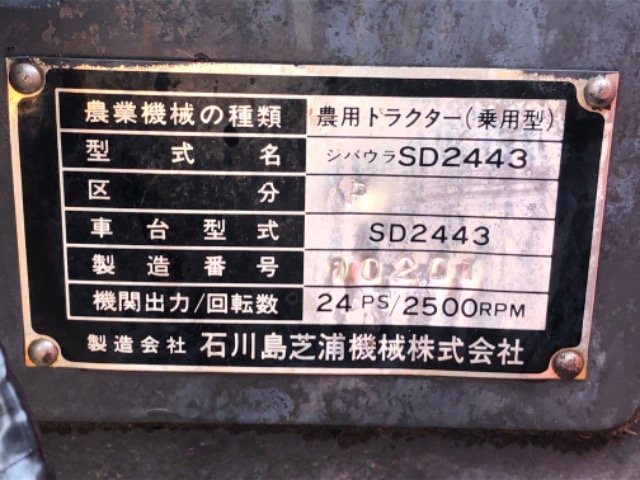 農業機械の種類 農用トラクター(乗用型)
型式名 シバウラSD2443
区分 P
車台型式 SD2443
製造番号
機関出力/回転数 24PS/2500RPM
製造会社 石川島芝浦機械株式会社